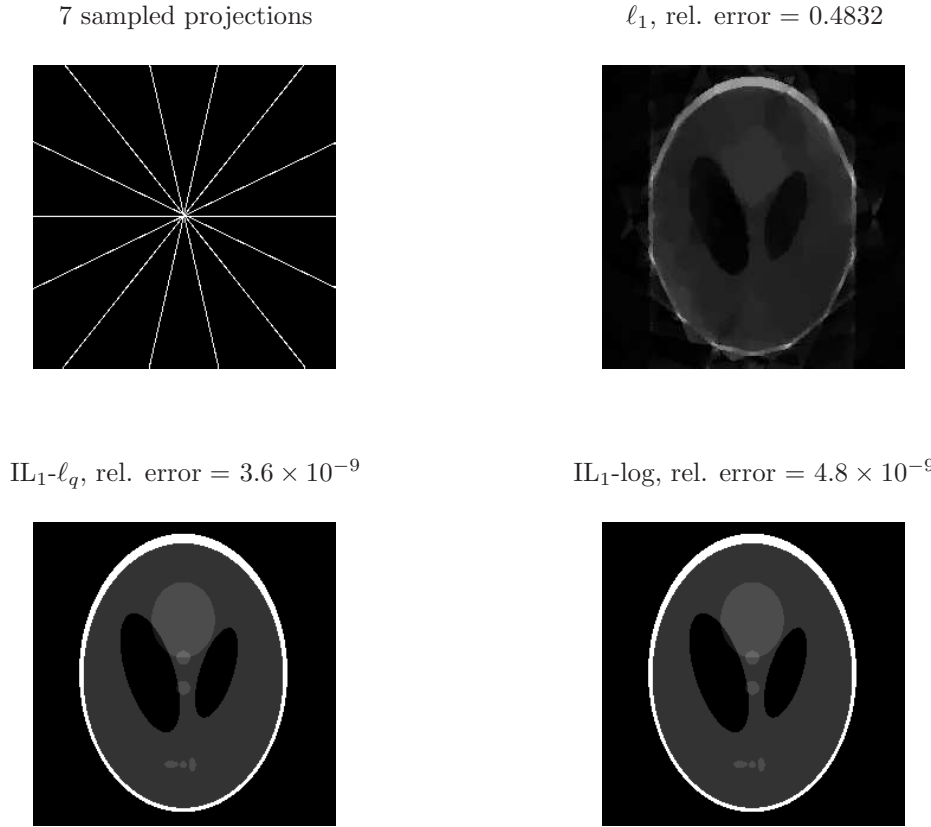 7 sampled projections
ℓ₁, rel. error = 0.4832
IL₁-ℓ_q, rel. error = 3.6 × 10⁻⁹
IL₁-log, rel. error = 4.8 × 10⁻⁹